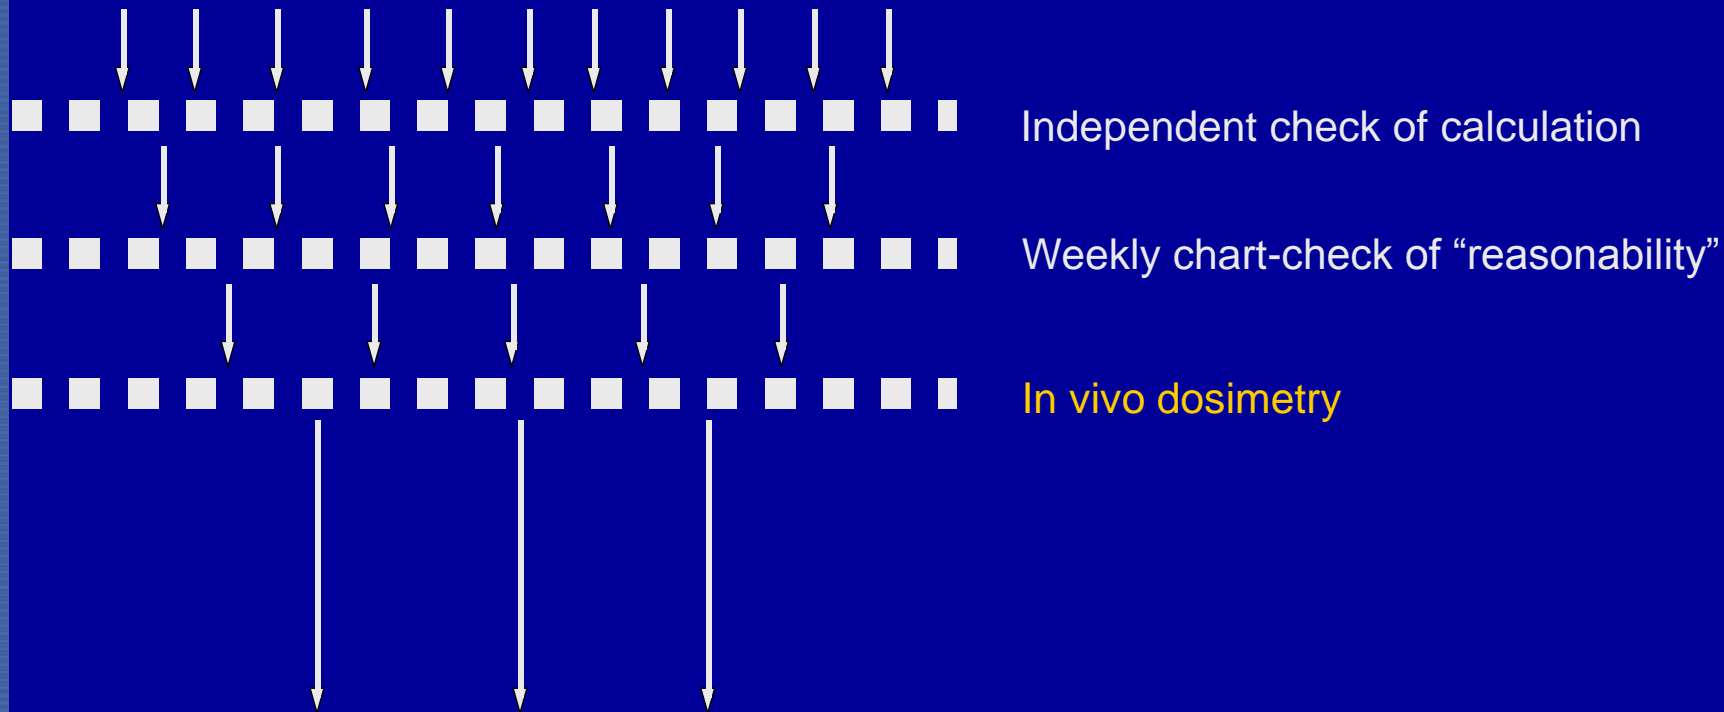 Independent check of calculation
Weekly chart-check of “reasonability”
In vivo dosimetry